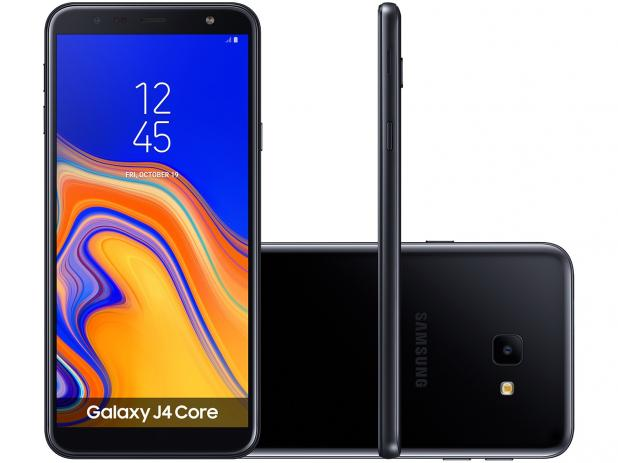 12
45
FRI, OCTOBER 19
Galaxy J4 Core
SAMSUNG